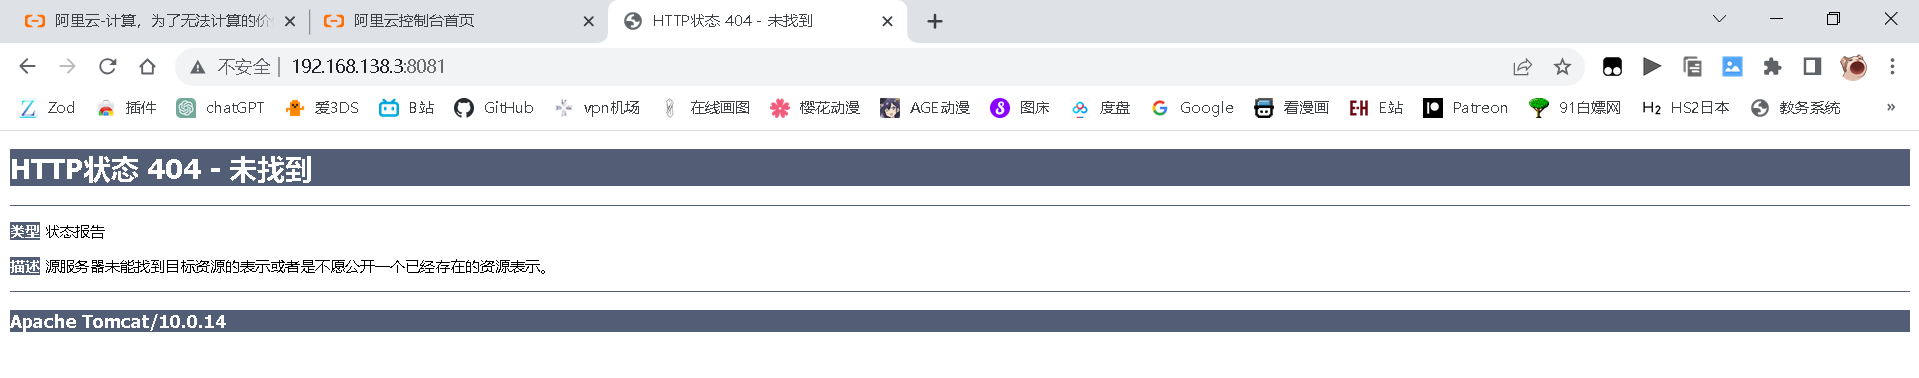 阿里云-计算，为了无法计算的价
阿里云控制台首页
HTTP状态 404 - 未找到
不安全 | 192.168.138.3:8081
Zod 插件 chatGPT 爱3DS B站 GitHub vpn机场 在线画图 樱花动漫 AGE动漫 图床 度盘 Google 看漫画 E-H E站 Patreon 91白嫖网 H2 HS2日本 教务系统 »
HTTP状态 404 - 未找到
类型 状态报告
描述 源服务器未能找到目标资源的表示或者是不愿公开一个已经存在的资源表示。
Apache Tomcat/10.0.14